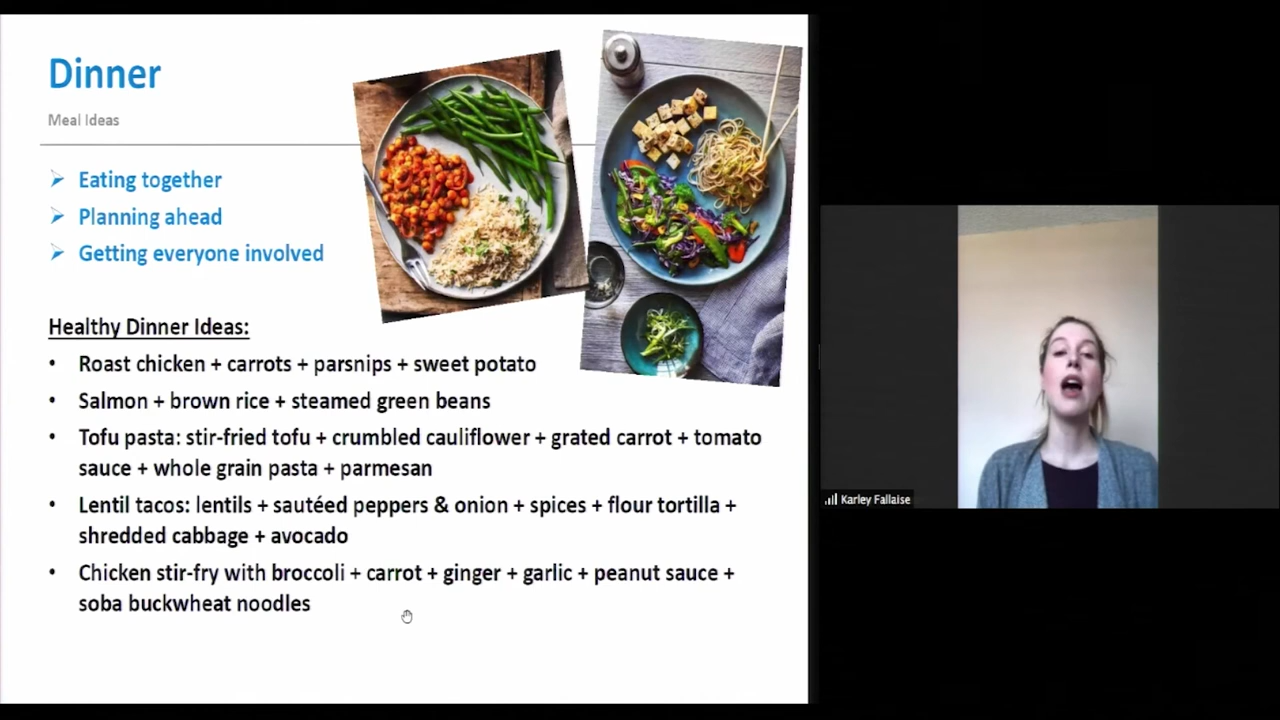 Dinner
Meal Ideas
➢ Eating together
➢ Planning ahead
➢ Getting everyone involved
Healthy Dinner Ideas:
• Roast chicken + carrots + parsnips + sweet potato
• Salmon + brown rice + steamed green beans
• Tofu pasta: stir-fried tofu + crumbled cauliflower + grated carrot + tomato
sauce + whole grain pasta + parmesan
• Lentil tacos: lentils + sautéed peppers & onion + spices + flour tortilla +
shredded cabbage + avocado
• Chicken stir-fry with broccoli + carrot + ginger + garlic + peanut sauce +
soba buckwheat noodles
Karley Fallaise